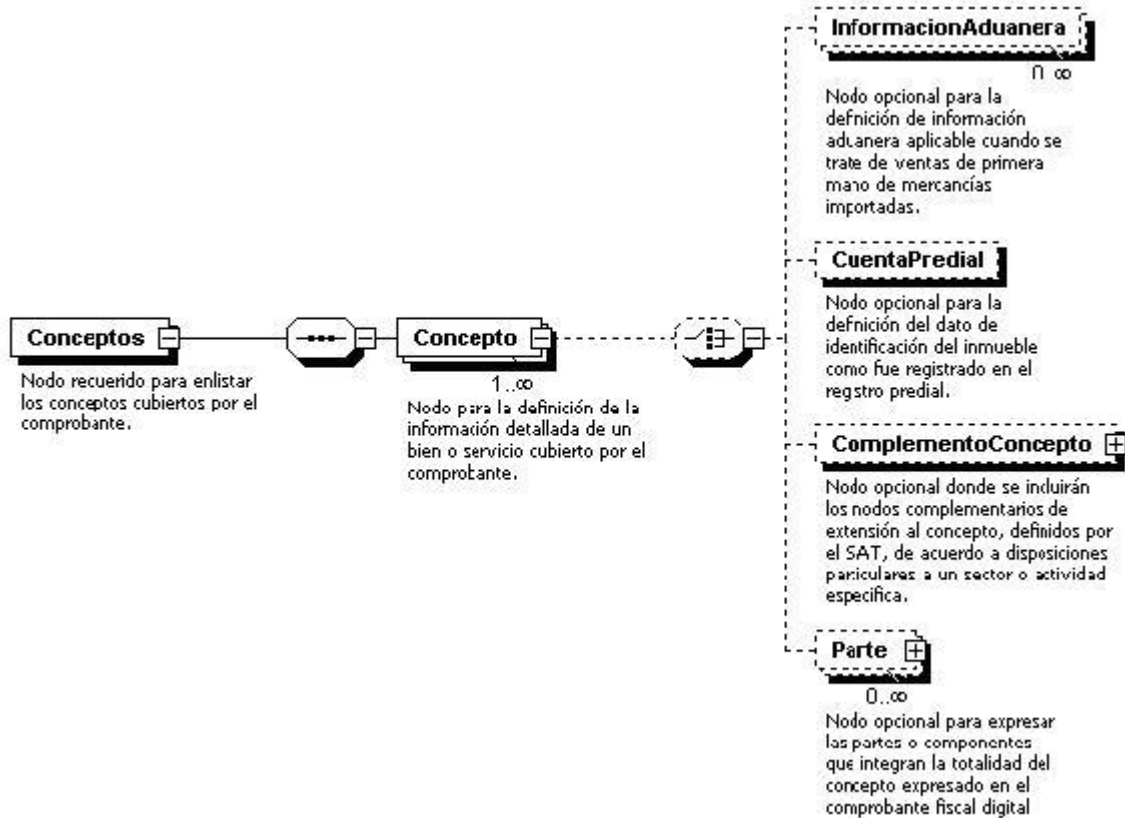 Conceptos
Nodo recuerido para enlistar
los conceptos cubiertos por el
comprobante.
Concepto
1..∞
Nodo para la definición de la
información detallada de un
bien o servicio cubierto por el
comprobante.
InformacionAduanera
0..∞
Nodo opcional para la
definición de información
aduanera aplicable cuando se
trate de ventas de primera
mano de mercancías
importadas.
CuentaPredial
Nodo opcional para la
definición del dato de
identificación del inmueble
como fue registrado en el
registro predial.
ComplementoConcepto
Nodo opcional donde se incluirán
los nodos complementarios de
extensión al concepto, definidos por
el SAT, de acuerdo a disposiciones
particulares a un sector o actividad
especifica.
Parte
0..∞
Nodo opcional para expresar
las partes o componentes
que integran la totalidad del
concepto expresado en el
comprobante fiscal digital